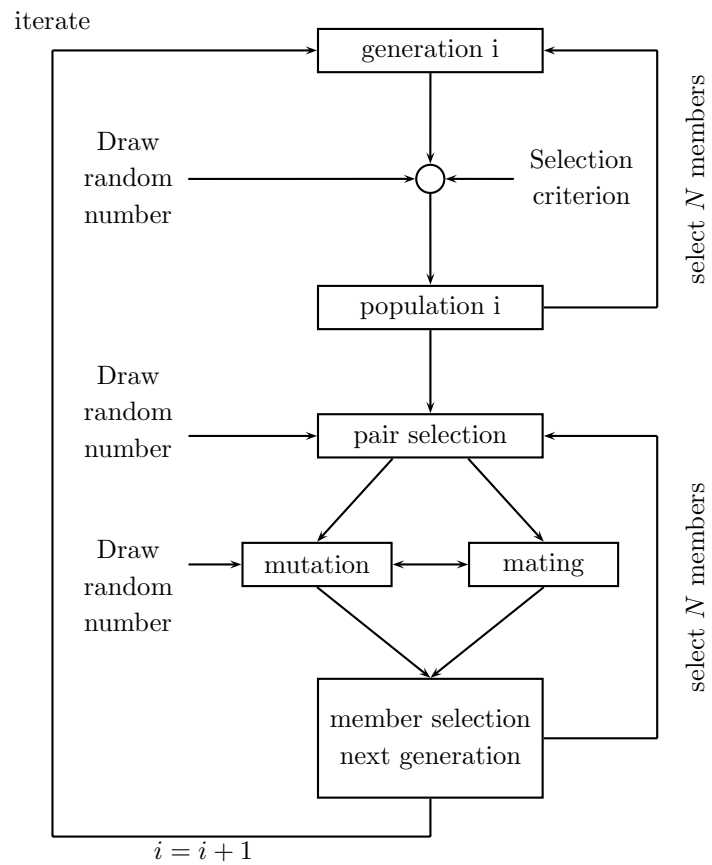 iterate
generation i
Draw
random
number
Selection
criterion
select N members
population i
Draw
random
number
pair selection
Draw
random
number
mutation
mating
select N members
member selection
next generation
i = i + 1